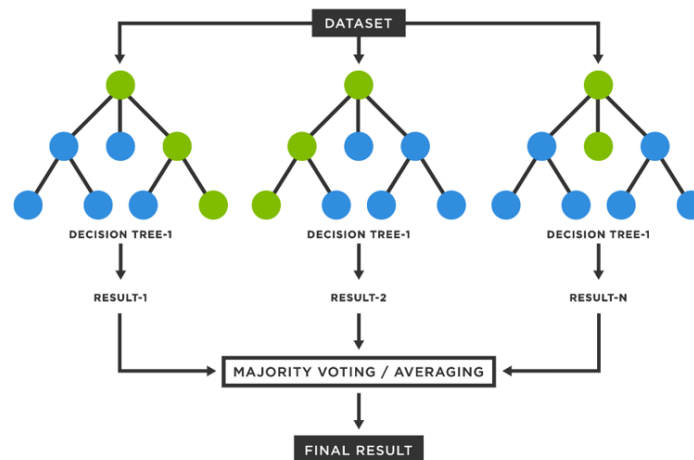 DATASET
DECISION TREE-1
DECISION TREE-1
DECISION TREE-1
RESULT-1
RESULT-2
RESULT-N
MAJORITY VOTING / AVERAGING
FINAL RESULT